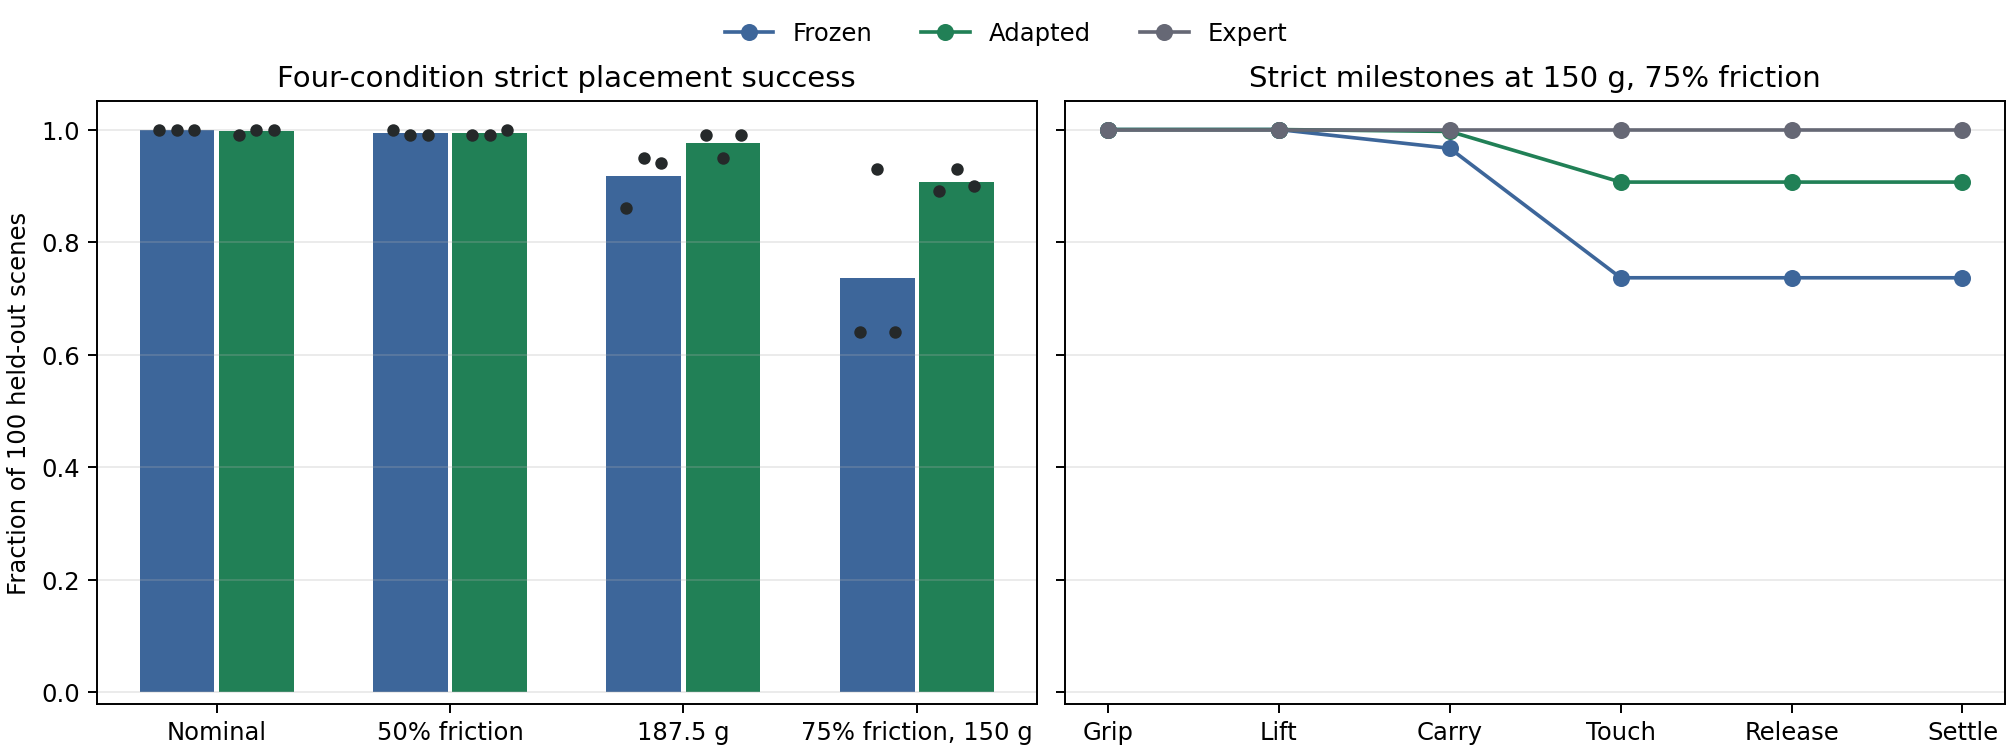 Frozen Adapted Expert
Four-condition strict placement success
Fraction of 100 held-out scenes
1.0
0.8
0.6
0.4
0.2
0.0
Nominal 50% friction 187.5 g 75% friction, 150 g
Strict milestones at 150 g, 75% friction
Grip Lift Carry Touch Release Settle